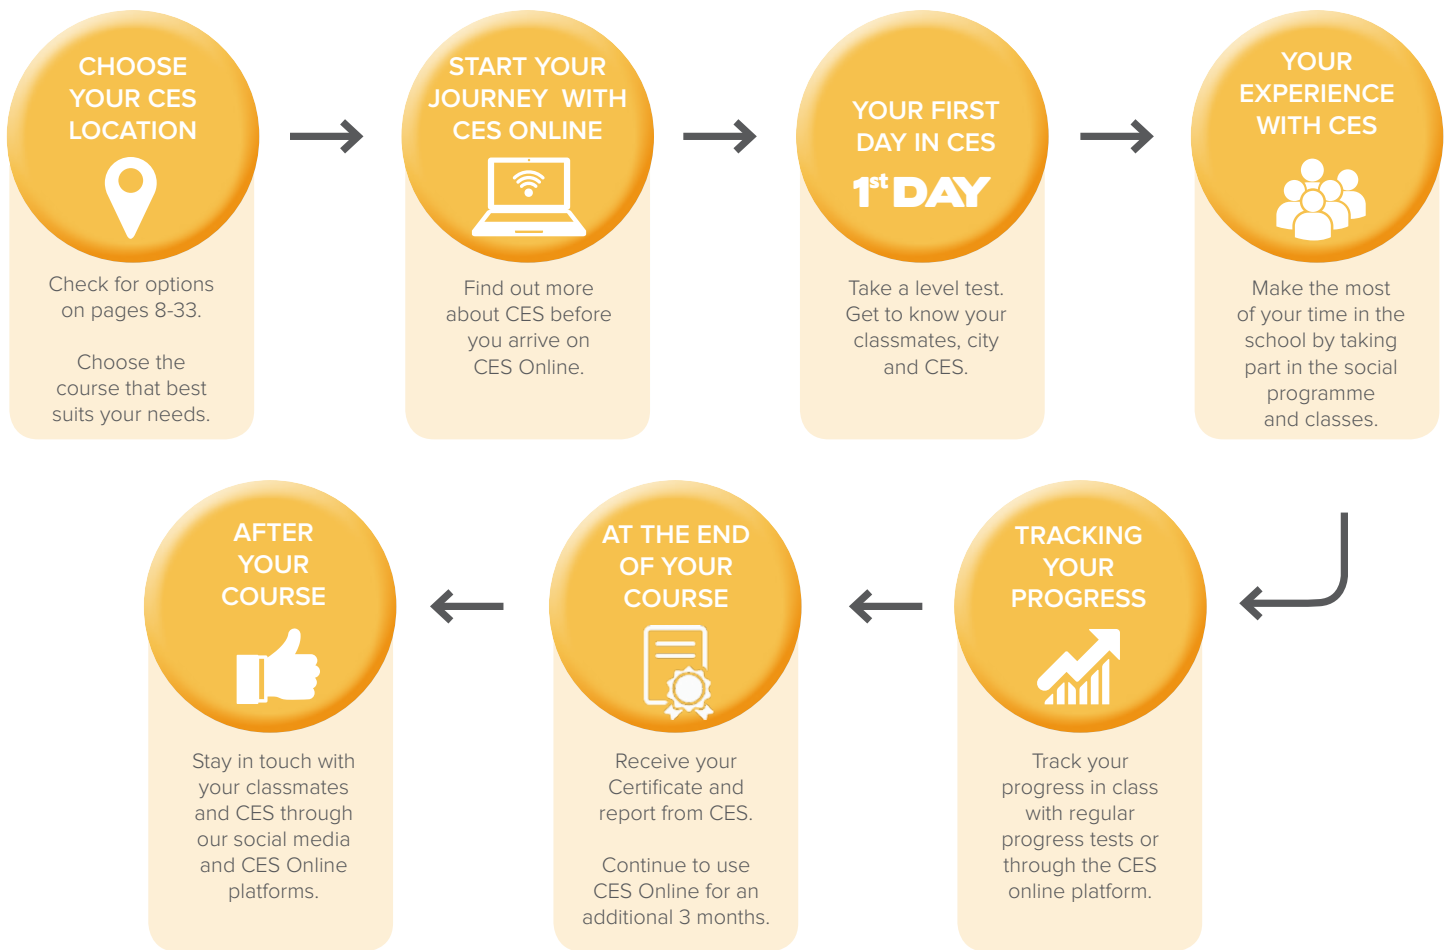 CHOOSE
YOUR CES
LOCATION
Check for options
on pages 8-33.
Choose the
course that best
suits your needs.
START YOUR
JOURNEY WITH
CES ONLINE
Find out more
about CES before
you arrive on
CES Online.
YOUR FIRST
DAY IN CES
1st DAY
Take a level test.
Get to know your
classmates, city
and CES.
YOUR
EXPERIENCE
WITH CES
Make the most
of your time in the
school by taking
part in the social
programme
and classes.
TRACKING
YOUR
PROGRESS
Track your
progress in class
with regular
progress tests or
through the CES
online platform.
AT THE END
OF YOUR
COURSE
Receive your
Certificate and
report from CES.
Continue to use
CES Online for an
additional 3 months.
AFTER
YOUR
COURSE
Stay in touch with
your classmates
and CES through
our social media
and CES Online
platforms.